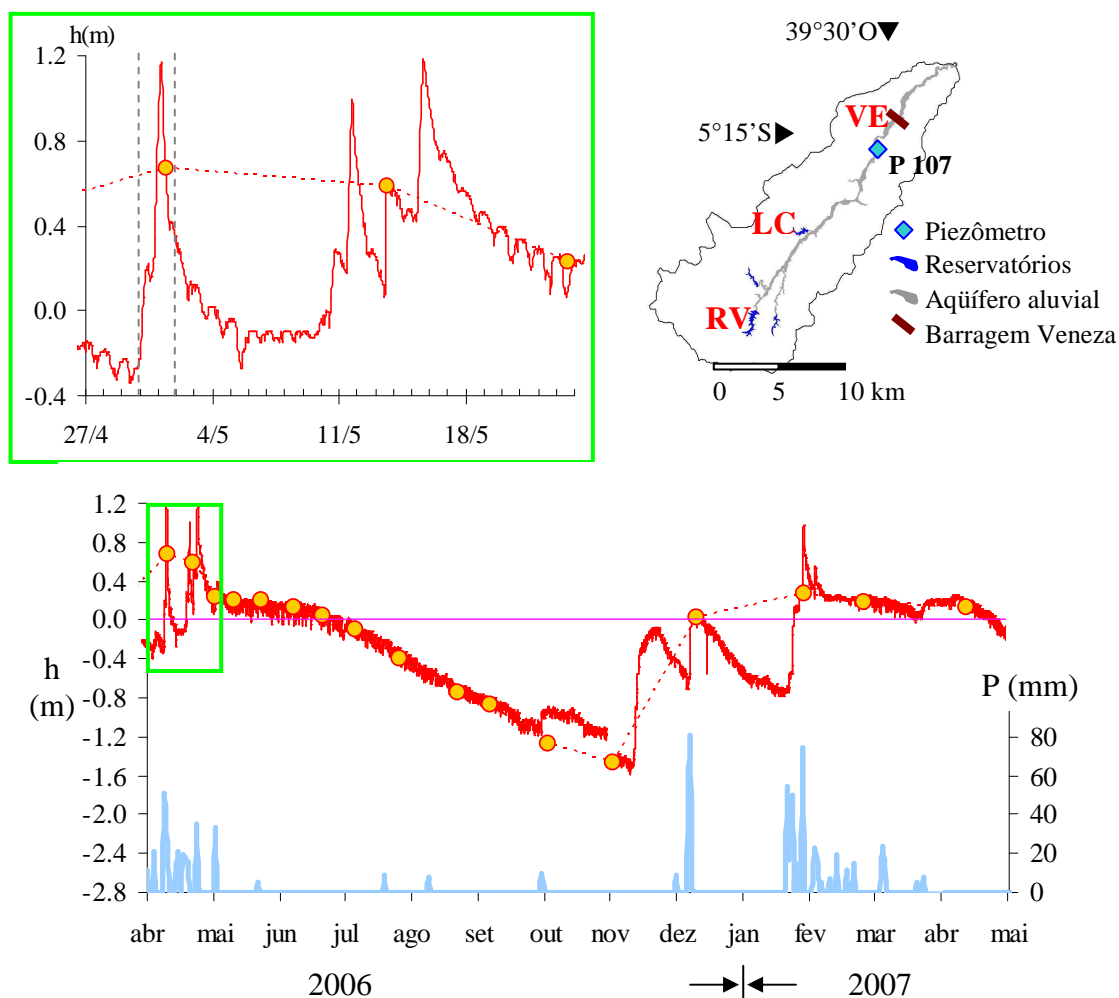 h(m)
1.2
0.8
0.4
0.0
-0.4
27/4 4/5 11/5 18/5
39°30’O
5°15’S
VE
P 107
LC
RV
Piezômetro
Reservatórios
Aqüífero aluvial
Barragem Veneza
0 5 10 km
1.2
0.8
0.4
0.0
-0.4
-0.8
-1.2
-1.6
-2.0
-2.4
-2.8
h
(m)
P (mm)
80
60
40
20
0
abr mai jun jul ago set out nov dez jan fev mar abr mai
2006 2007